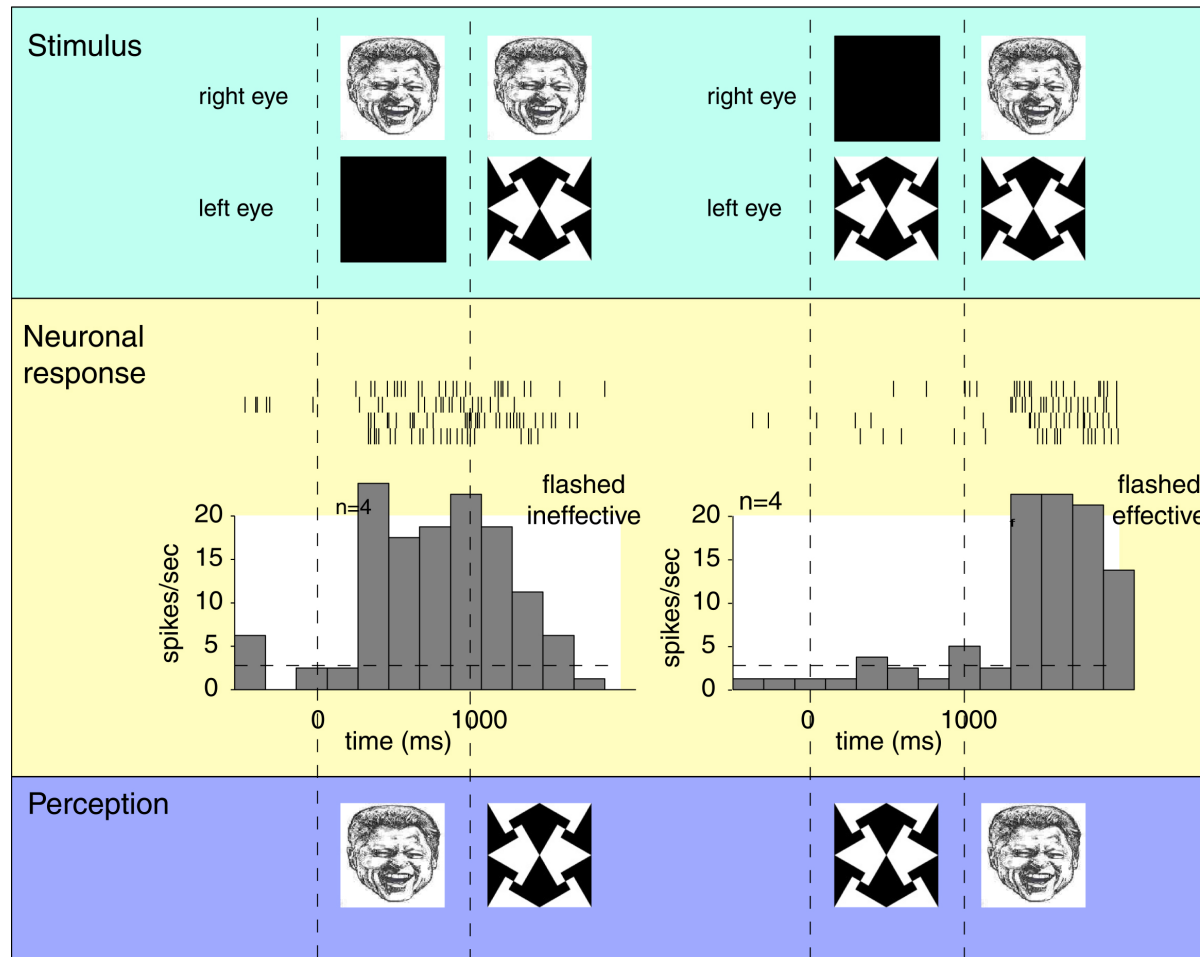 Stimulus
right eye
right eye
left eye
left eye
Neuronal
response
flashed
ineffective
n=4
20
15
10
5
0
spikes/sec
0
1000
time (ms)
flashed
effective
n=4
f
20
15
10
5
0
spikes/sec
0
1000
time (ms)
Perception